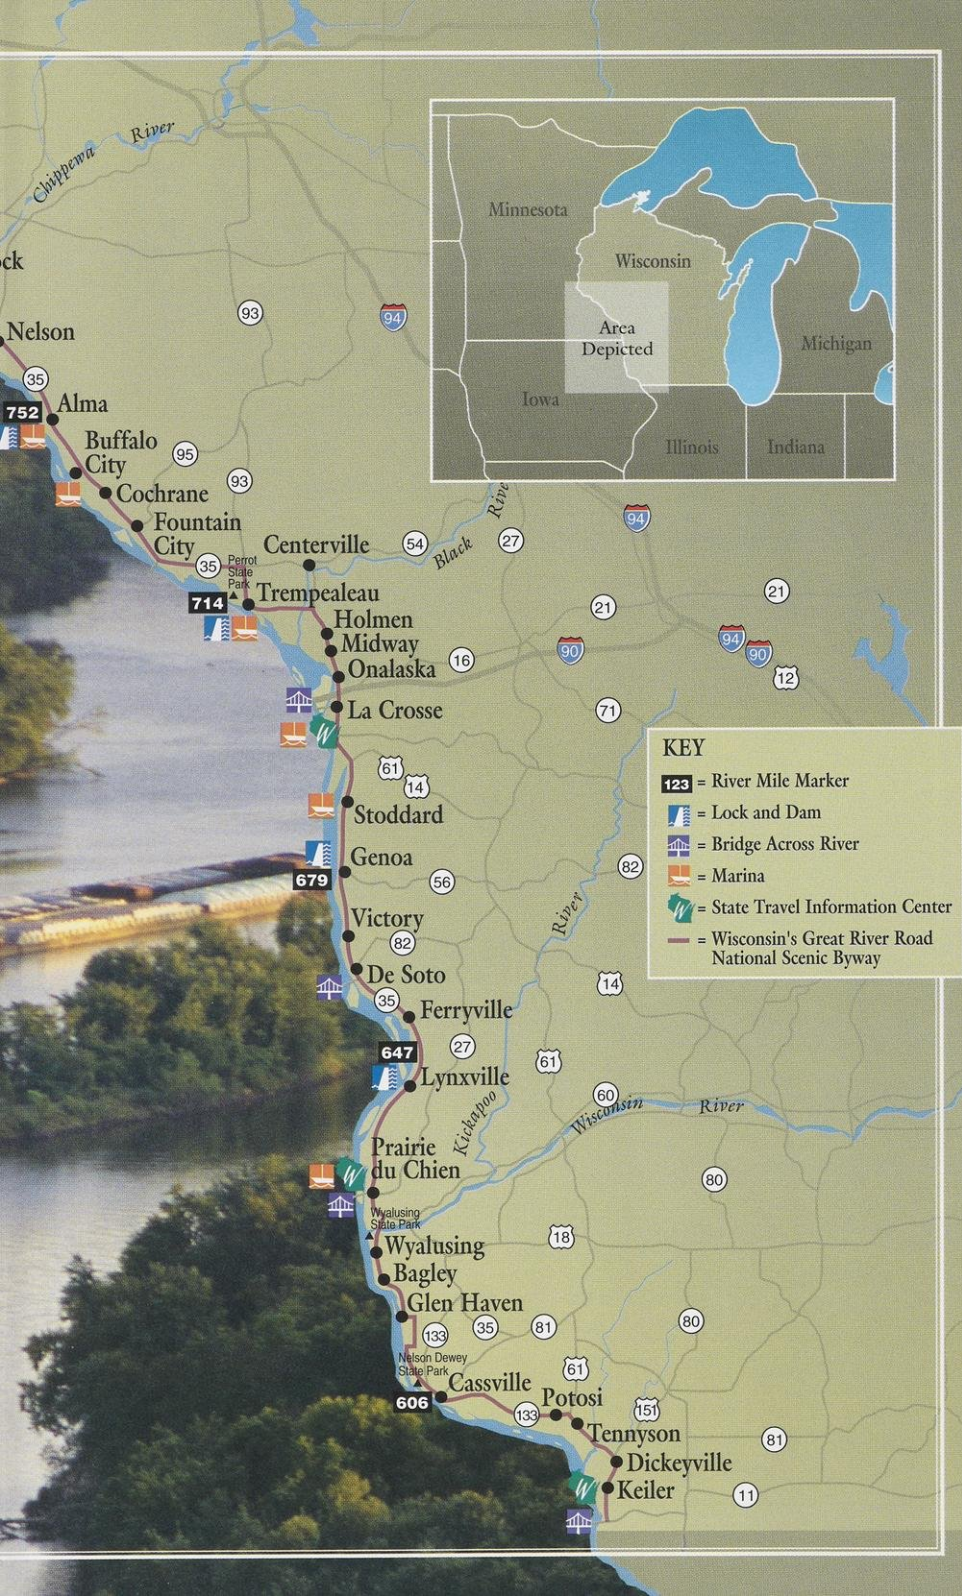 Chippewa River
ock
Nelson
35
93
94
752
Alma
Buffalo
City
95
93
Cochrane
Fountain
City
35
Perrot
State
Park
Centerville
54
Black
River
27
94
714
Trempealeau
Holmen
Midway
Onalaska
La Crosse
16
21
21
90
94
90
12
71
61
14
Stoddard
Genoa
679
56
82
River
Victory
82
De Soto
35
Ferryville
14
647
27
61
Lynxville
Kickapoo
60
Wisconsin River
Prairie
du Chien
80
Wyalusing
State Park
18
Wyalusing
Bagley
Glen Haven
133
35
81
80
Nelson Dewey
State Park
61
606
Cassville
133
Potosi
151
Tennyson
81
Dickeyville
Keiler
11
Minnesota
Wisconsin
Area
Depicted
Michigan
Iowa
Illinois
Indiana
KEY
123 = River Mile Marker
= Lock and Dam
= Bridge Across River
= Marina
W = State Travel Information Center
= Wisconsin's Great River Road
National Scenic Byway
W
W
W